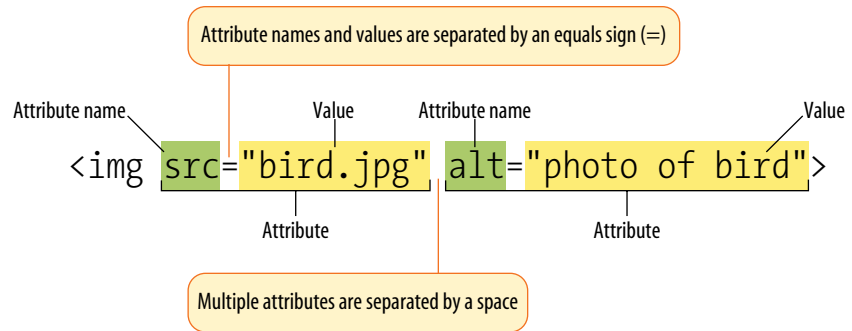 Attribute names and values are separated by an equals sign (=)
Attribute name Value Attribute name Value
<img src="bird.jpg" alt="photo of bird">
Attribute Attribute
Multiple attributes are separated by a space